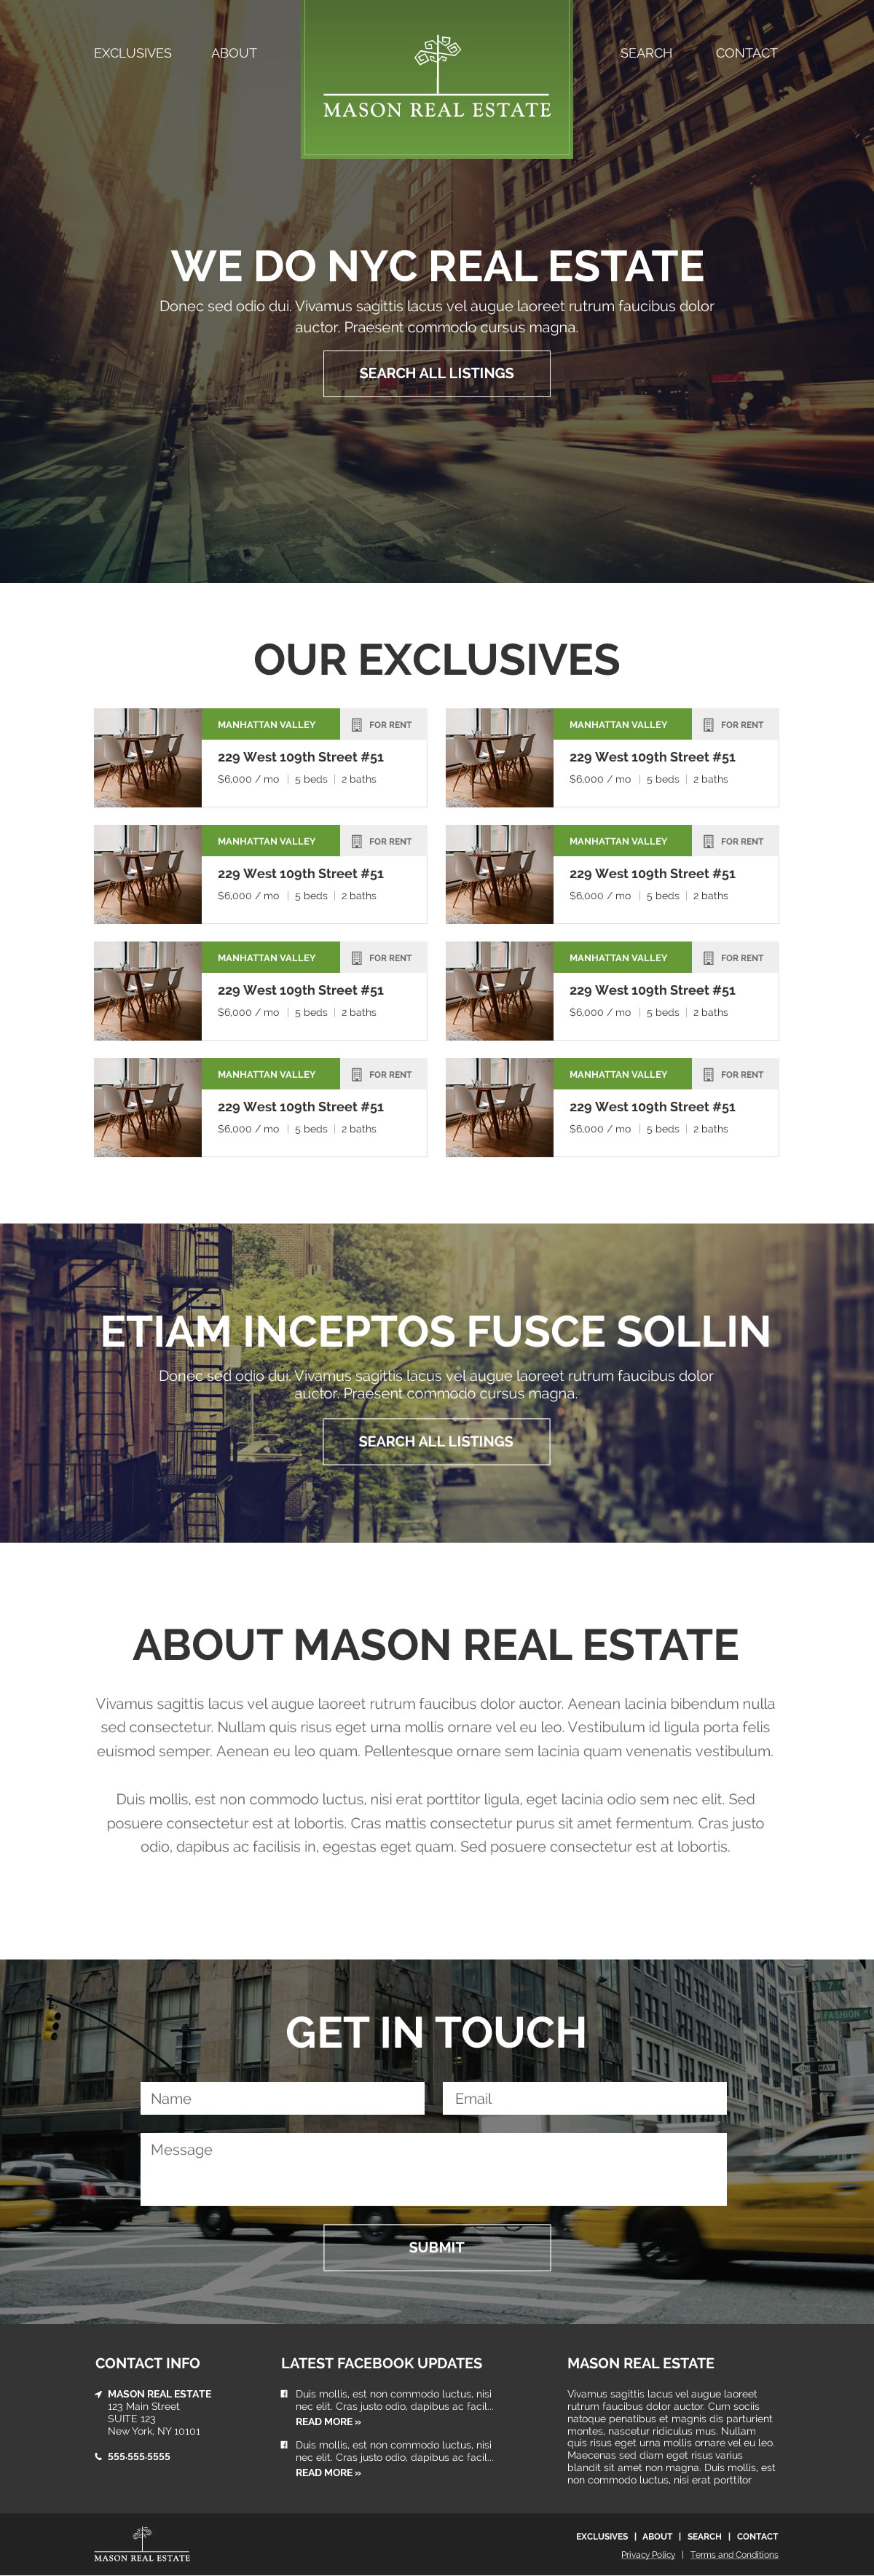 EXCLUSIVES ABOUT SEARCH CONTACT
MASON REAL ESTATE
WE DO NYC REAL ESTATE
Donec sed odio dui. Vivamus sagittis lacus vel augue laoreet rutrum faucibus dolor
auctor. Praesent commodo cursus magna.
SEARCH ALL LISTINGS
OUR EXCLUSIVES
MANHATTAN VALLEY FOR RENT
229 West 109th Street #51
$6,000 / mo | 5 beds | 2 baths
MANHATTAN VALLEY FOR RENT
229 West 109th Street #51
$6,000 / mo | 5 beds | 2 baths
MANHATTAN VALLEY FOR RENT
229 West 109th Street #51
$6,000 / mo | 5 beds | 2 baths
MANHATTAN VALLEY FOR RENT
229 West 109th Street #51
$6,000 / mo | 5 beds | 2 baths
MANHATTAN VALLEY FOR RENT
229 West 109th Street #51
$6,000 / mo | 5 beds | 2 baths
MANHATTAN VALLEY FOR RENT
229 West 109th Street #51
$6,000 / mo | 5 beds | 2 baths
MANHATTAN VALLEY FOR RENT
229 West 109th Street #51
$6,000 / mo | 5 beds | 2 baths
MANHATTAN VALLEY FOR RENT
229 West 109th Street #51
$6,000 / mo | 5 beds | 2 baths
ETIAM INCEPTOS FUSCE SOLLIN
Donec sed odio dui. Vivamus sagittis lacus vel augue laoreet rutrum faucibus dolor
auctor. Praesent commodo cursus magna.
SEARCH ALL LISTINGS
ABOUT MASON REAL ESTATE
Vivamus sagittis lacus vel augue laoreet rutrum faucibus dolor auctor. Aenean lacinia bibendum nulla
sed consectetur. Nullam quis risus eget urna mollis ornare vel eu leo. Vestibulum id ligula porta felis
euismod semper. Aenean eu leo quam. Pellentesque ornare sem lacinia quam venenatis vestibulum.
Duis mollis, est non commodo luctus, nisi erat porttitor ligula, eget lacinia odio sem nec elit. Sed
posuere consectetur est at lobortis. Cras mattis consectetur purus sit amet fermentum. Cras justo
odio, dapibus ac facilisis in, egestas eget quam. Sed posuere consectetur est at lobortis.
FASHION
ONE WAY
GET IN TOUCH
Name
Email
Message
SUBMIT
CONTACT INFO
MASON REAL ESTATE
123 Main Street
SUITE 123
New York, NY 10101
555.555.5555
LATEST FACEBOOK UPDATES
Duis mollis, est non commodo luctus, nisi
nec elit. Cras justo odio, dapibus ac facil...
READ MORE »
Duis mollis, est non commodo luctus, nisi
nec elit. Cras justo odio, dapibus ac facil...
READ MORE »
MASON REAL ESTATE
Vivamus sagittis lacus vel augue laoreet
rutrum faucibus dolor auctor. Cum sociis
natoque penatibus et magnis dis parturient
montes, nascetur ridiculus mus. Nullam
quis risus eget urna mollis ornare vel eu leo.
Maecenas sed diam eget risus varius
blandit sit amet non magna. Duis mollis, est
non commodo luctus, nisi erat porttitor
MASON REAL ESTATE
EXCLUSIVES | ABOUT | SEARCH | CONTACT
Privacy Policy | Terms and Conditions